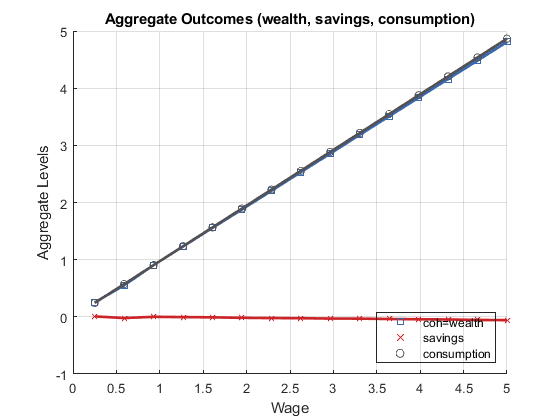 Aggregate Outcomes (wealth, savings, consumption)
5
4
3
2
1
0
-1
Aggregate Levels
coh=wealth
savings
consumption
0 0.5 1 1.5 2 2.5 3 3.5 4 4.5 5
Wage